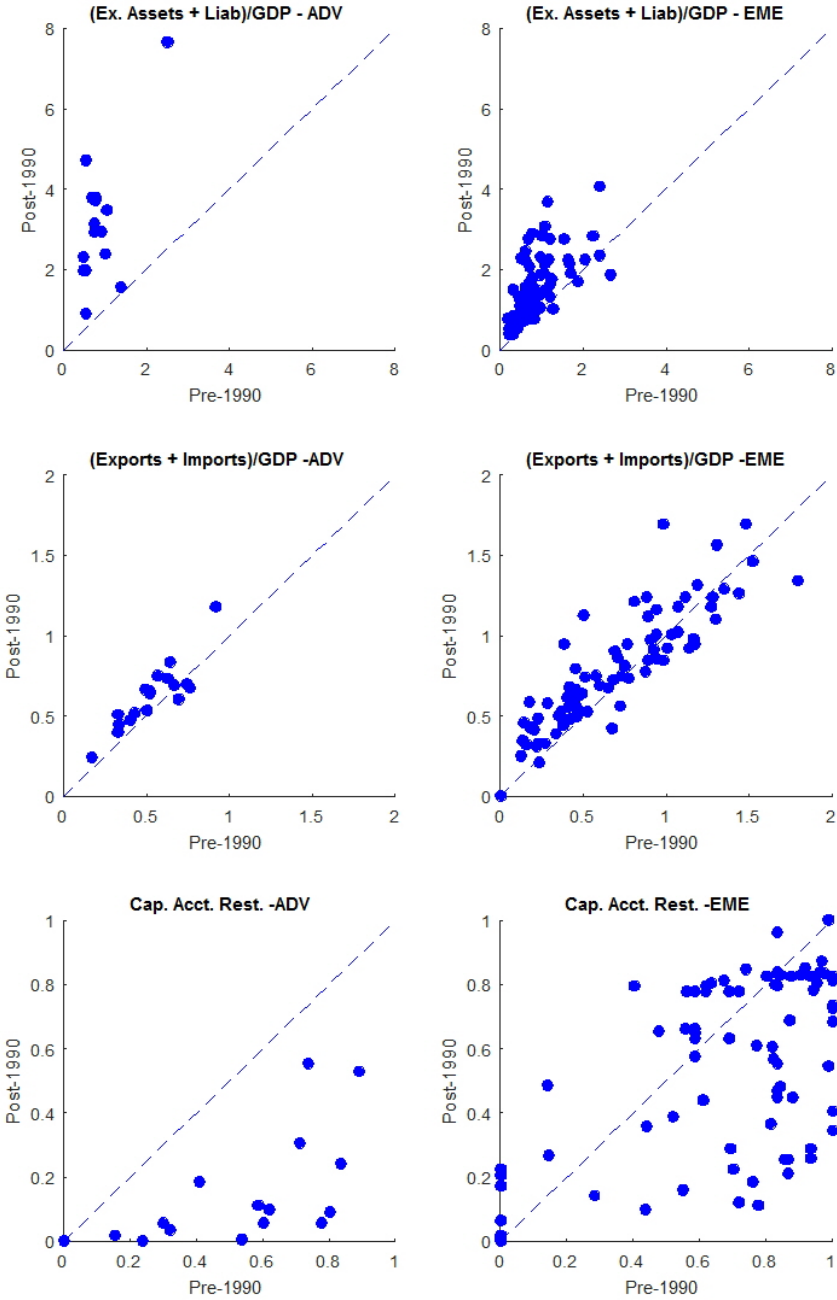 (Ex. Assets + Liab)/GDP - ADV
8
6
4
2
0
Post-1990
0 2 4 6 8
Pre-1990
(Ex. Assets + Liab)/GDP - EME
8
6
4
2
0
Post-1990
0 2 4 6 8
Pre-1990
(Exports + Imports)/GDP -ADV
2
1.5
1
0.5
0
Post-1990
0 0.5 1 1.5 2
Pre-1990
(Exports + Imports)/GDP -EME
2
1.5
1
0.5
0
Post-1990
0 0.5 1 1.5 2
Pre-1990
Cap. Acct. Rest. -ADV
1
0.8
0.6
0.4
0.2
0
Post-1990
0 0.2 0.4 0.6 0.8 1
Pre-1990
Cap. Acct. Rest. -EME
1
0.8
0.6
0.4
0.2
0
Post-1990
0 0.2 0.4 0.6 0.8 1
Pre-1990